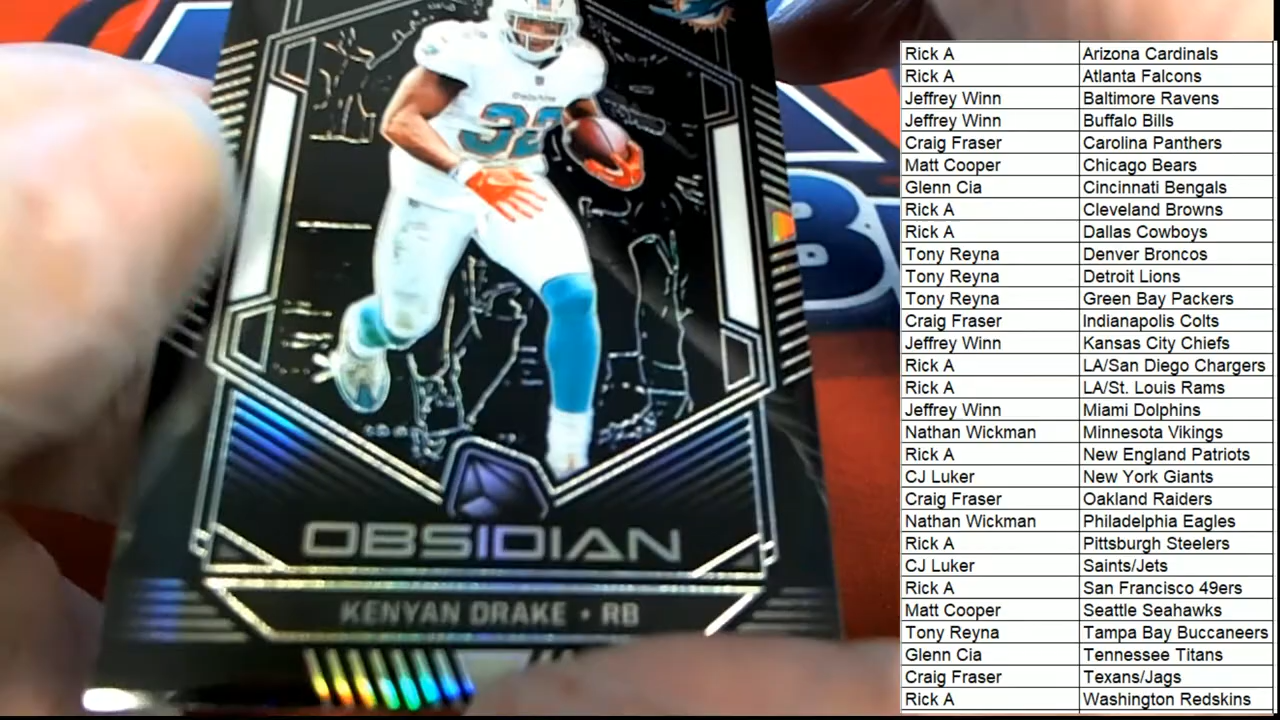 32
OBSIDIAN
KENYAN DRAKE • RB
B
Rick A Arizona Cardinals
Rick A Atlanta Falcons
Jeffrey Winn Baltimore Ravens
Jeffrey Winn Buffalo Bills
Craig Fraser Carolina Panthers
Matt Cooper Chicago Bears
Glenn Cia Cincinnati Bengals
Rick A Cleveland Browns
Rick A Dallas Cowboys
Tony Reyna Denver Broncos
Tony Reyna Detroit Lions
Tony Reyna Green Bay Packers
Craig Fraser Indianapolis Colts
Jeffrey Winn Kansas City Chiefs
Rick A LA/San Diego Chargers
Rick A LA/St. Louis Rams
Jeffrey Winn Miami Dolphins
Nathan Wickman Minnesota Vikings
Rick A New England Patriots
CJ Luker New York Giants
Craig Fraser Oakland Raiders
Nathan Wickman Philadelphia Eagles
Rick A Pittsburgh Steelers
CJ Luker Saints/Jets
Rick A San Francisco 49ers
Matt Cooper Seattle Seahawks
Tony Reyna Tampa Bay Buccaneers
Glenn Cia Tennessee Titans
Craig Fraser Texans/Jags
Rick A Washington Redskins